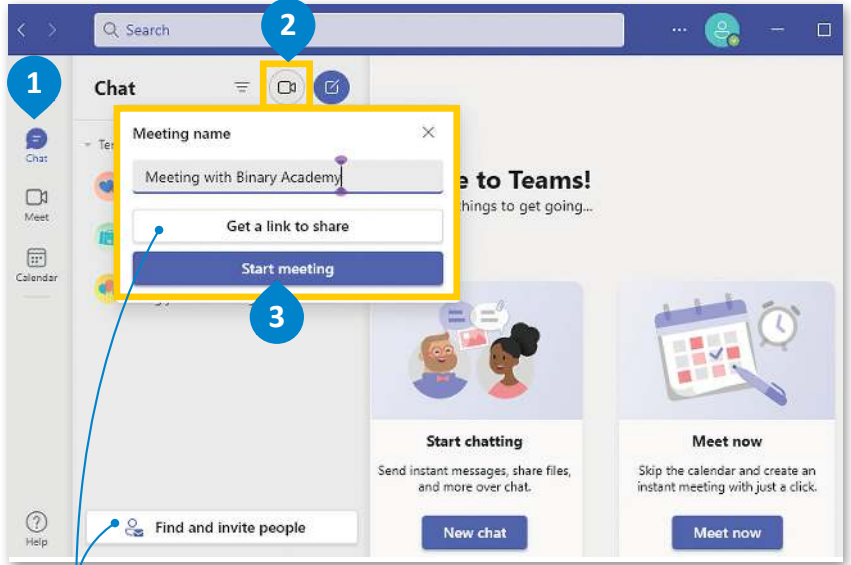 Search
2
1
Chat
Chat
Meeting name
Meeting with Binary Academy
Get a link to share
Start meeting
3
Meet
Calendar
e to Teams!
things to get going...
Start chatting
Send instant messages, share files,
and more over chat.
New chat
Meet now
Skip the calendar and create an
instant meeting with just a click.
Meet now
Find and invite people
Help